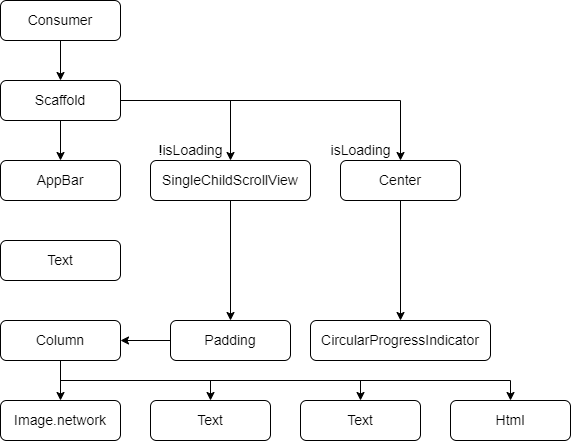 Consumer
Scaffold
!isLoading
isLoading
AppBar
SingleChildScrollView
Center
Text
Column
Padding
CircularProgressIndicator
Image.network
Text
Text
Html